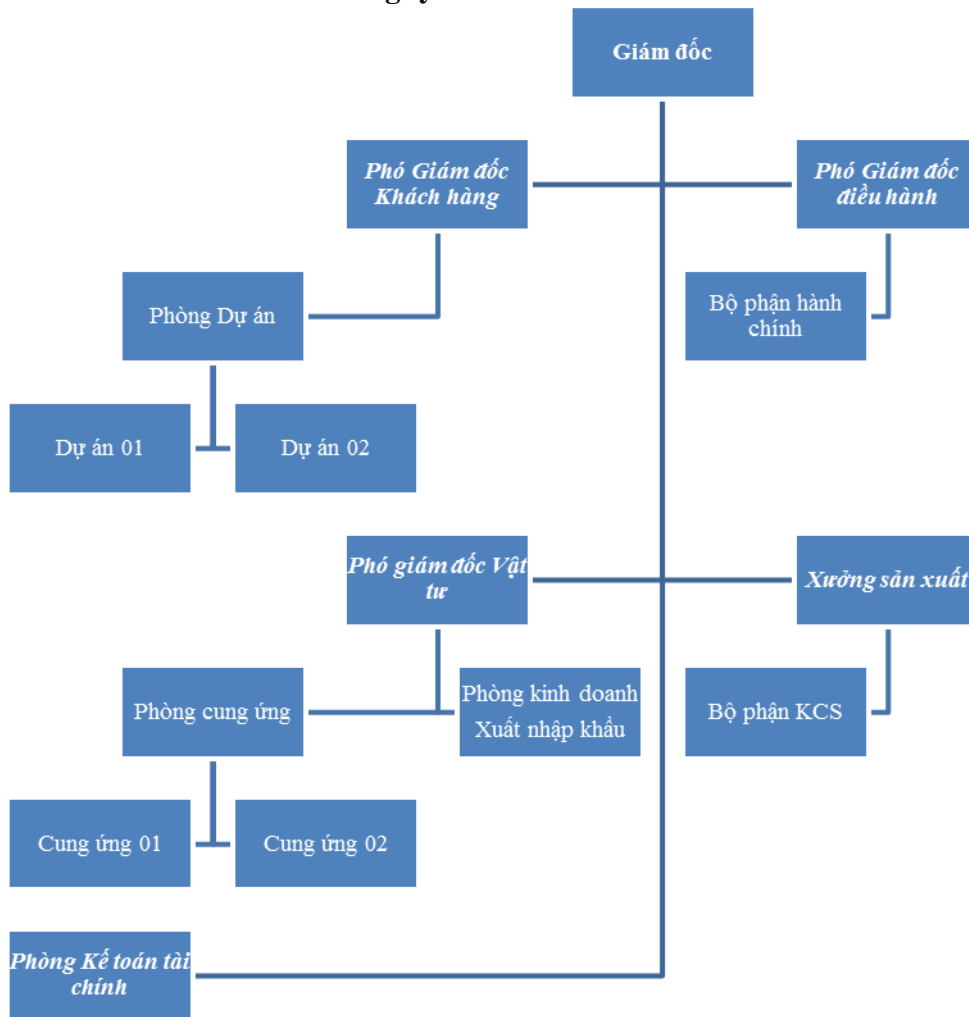 Giám đốc
Phó Giám đốc
Khách hàng
Phó Giám đốc
điều hành
Phòng Dự án
Bộ phận hành
chính
Dự án 01
Dự án 02
Phó giám đốc Vật
tư
Xưởng sản xuất
Phòng cung ứng
Phòng kinh doanh
Xuất nhập khẩu
Bộ phận KCS
Cung ứng 01
Cung ứng 02
Phòng Kế toán tài
chính